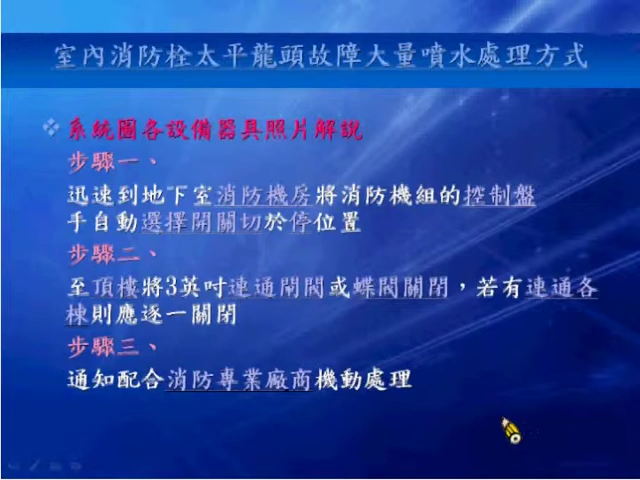 室內消防栓太平龍頭故障大量噴水處理方式
系統圖各設備器具照片解說
步驟一、
迅速到地下室消防機房將消防機組的控制盤
手自動選擇開關切於停位置
步驟二、
至頂樓將3英吋連通閘閥或蝶閥關閉，若有連通各
棟則應逐一關閉
步驟三、
通知配合消防專業廠商機動處理